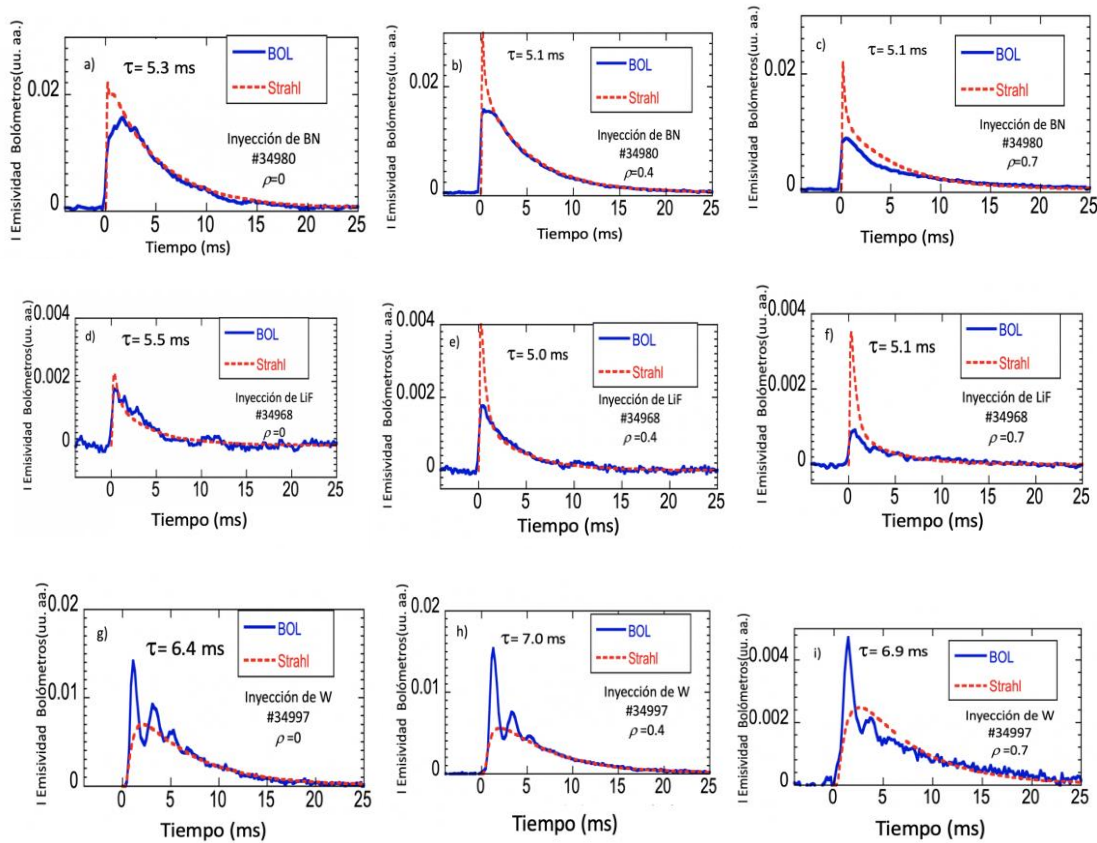 I Emisividad Bolómetros(uu. aa.)
a)
τ= 5.3 ms
BOL
Strahl
Inyección de BN
#34980
ρ=0
0.02
0
0 5 10 15 20 25
Tiempo (ms)
I Emisividad Bolómetros(uu. aa.)
b)
τ= 5.1 ms
BOL
Strahl
Inyección de BN
#34980
ρ=0.4
0.02
0
0 5 10 15 20 25
Tiempo (ms)
I Emisividad Bolómetros(uu. aa.)
c)
τ= 5.1 ms
BOL
Strahl
Inyección de BN
#34980
ρ=0.7
0.02
0
0 5 10 15 20 25
Tiempo (ms)
I Emisividad Bolómetros(uu. aa.)
0.004
d)
τ= 5.5 ms
BOL
Strahl
Inyección de LiF
#34968
ρ=0
0.002
0
0 5 10 15 20 25
Tiempo (ms)
I Emisividad Bolómetros(uu. aa.)
0.004
e)
τ= 5.0 ms
BOL
Strahl
Inyección de LiF
#34968
ρ=0.4
0.002
0
0 5 10 15 20 25
Tiempo (ms)
I Emisividad Bolómetros(uu. aa.)
0.004
f)
τ= 5.1 ms
BOL
Strahl
Inyección de LiF
#34968
ρ=0.7
0.002
0
0 5 10 15 20 25
Tiempo (ms)
I Emisividad Bolómetros(uu. aa.)
0.02
g)
τ= 6.4 ms
BOL
Strahl
Inyección de W
#34997
ρ=0
0.01
0
0 5 10 15 20 25
Tiempo (ms)
I Emisividad Bolómetros(uu. aa.)
0.02
h)
τ= 7.0 ms
BOL
Strahl
Inyección de W
#34997
ρ=0.4
0.01
0
0 5 10 15 20 25
Tiempo (ms)
I Emisividad Bolómetros(uu. aa.)
0.004
i)
τ= 6.9 ms
BOL
Strahl
Inyección de W
#34997
ρ=0.7
0.002
0
0 5 10 15 20 25
Tiempo (ms)